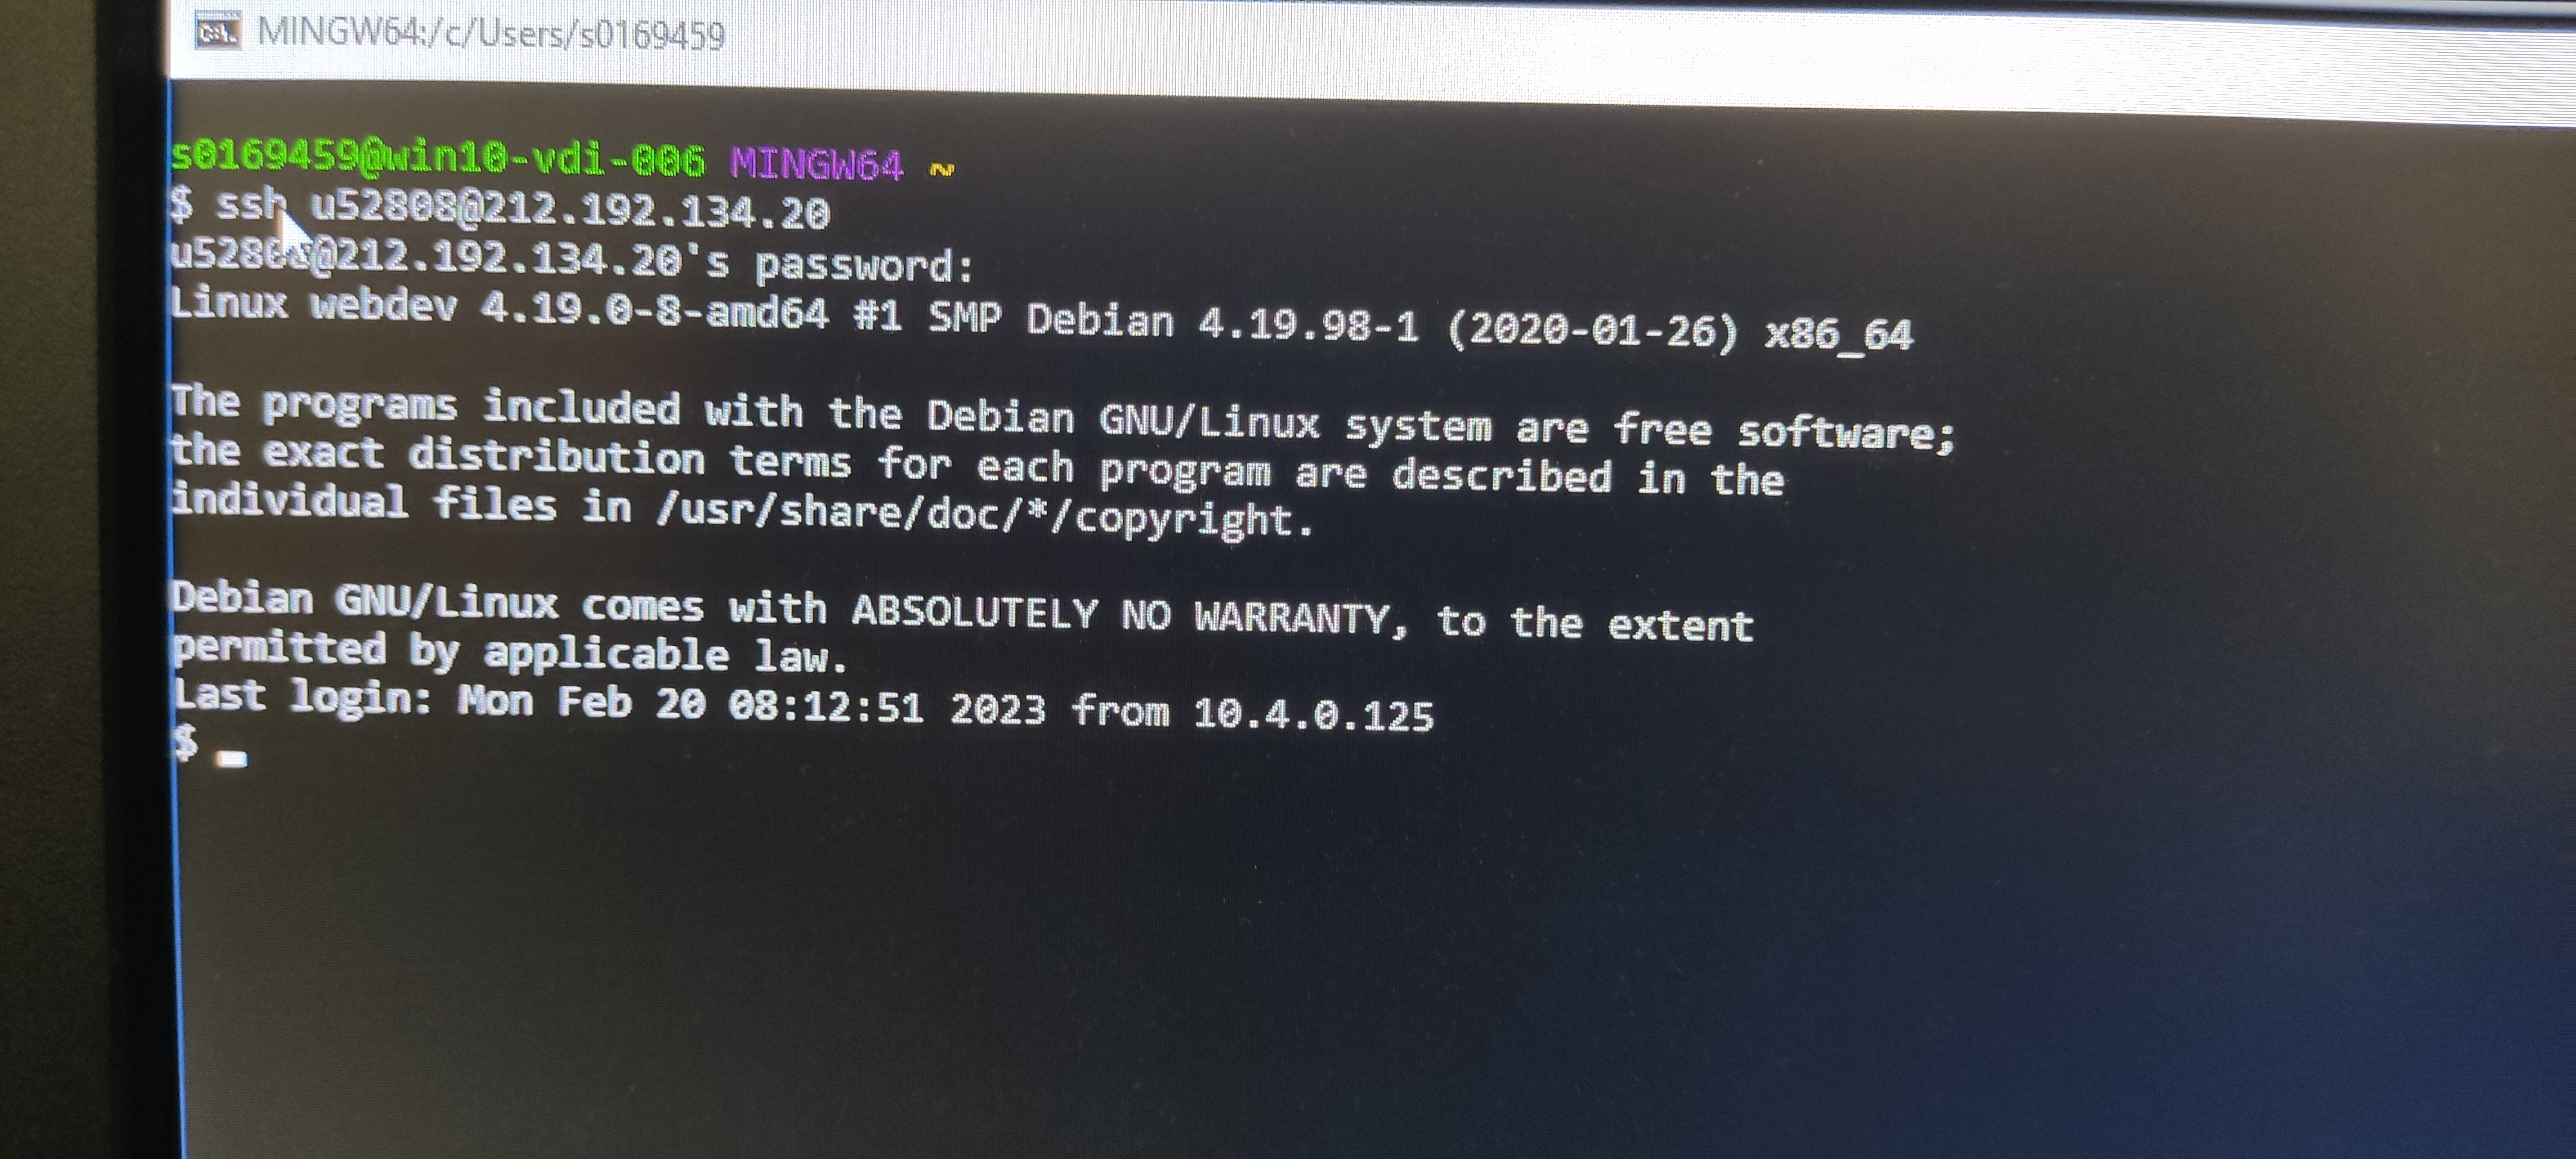 MINGW64:/c/Users/s0169459
s0169459@win10-vdi-006 MINGW64 ~
$ ssh u52808@212.192.134.20
u52808@212.192.134.20's password:
Linux webdev 4.19.0-8-amd64 #1 SMP Debian 4.19.98-1 (2020-01-26) x86_64
The programs included with the Debian GNU/Linux system are free software;
the exact distribution terms for each program are described in the
individual files in /usr/share/doc/*/copyright.
Debian GNU/Linux comes with ABSOLUTELY NO WARRANTY, to the extent
permitted by applicable law.
Last login: Mon Feb 20 08:12:51 2023 from 10.4.0.125
$